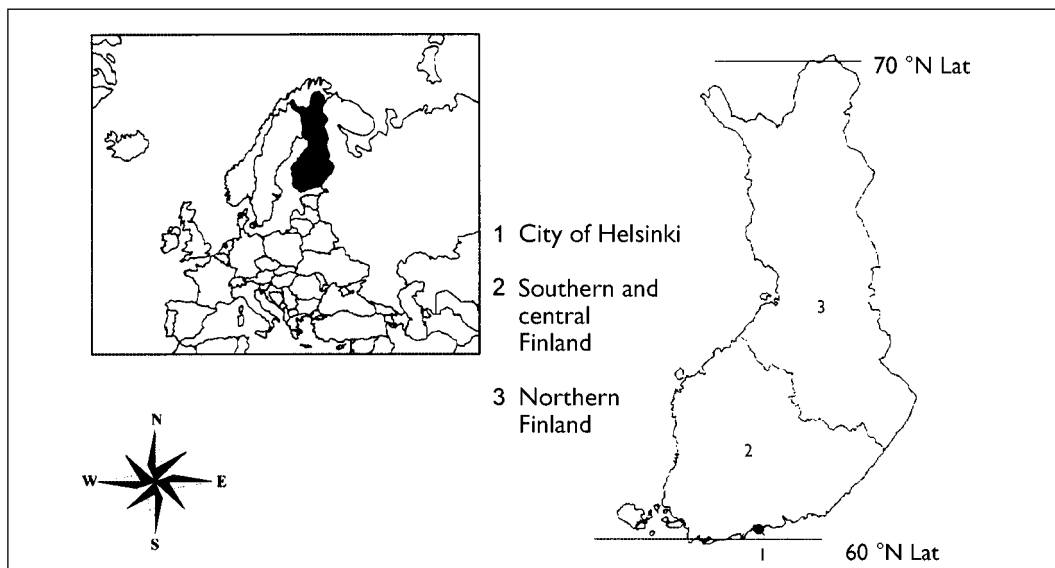 70 °N Lat
1 City of Helsinki
2 Southern and
central
Finland
3 Northern
Finland
N
W
E
S
3
2
1
60 °N Lat